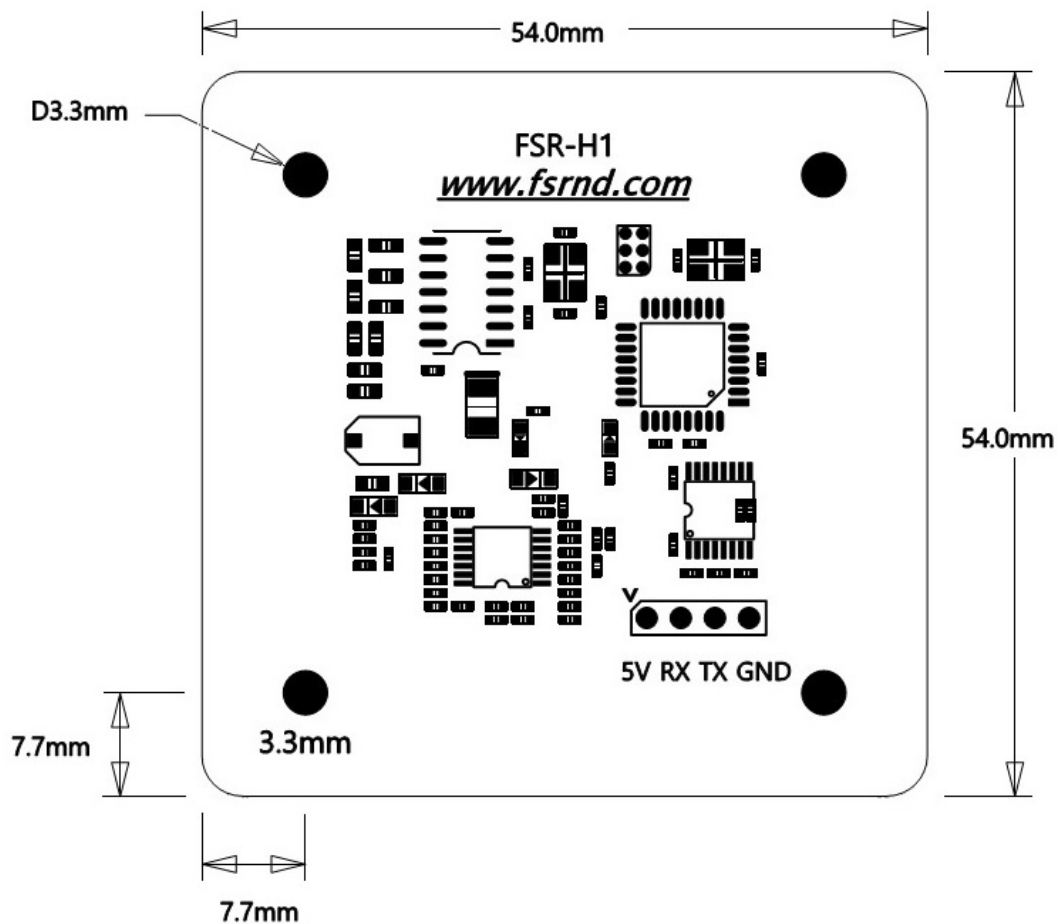 54.0mm
D3.3mm
FSR-H1
www.fsrnd.com
54.0mm
V
5V RX TX GND
7.7mm
3.3mm
7.7mm